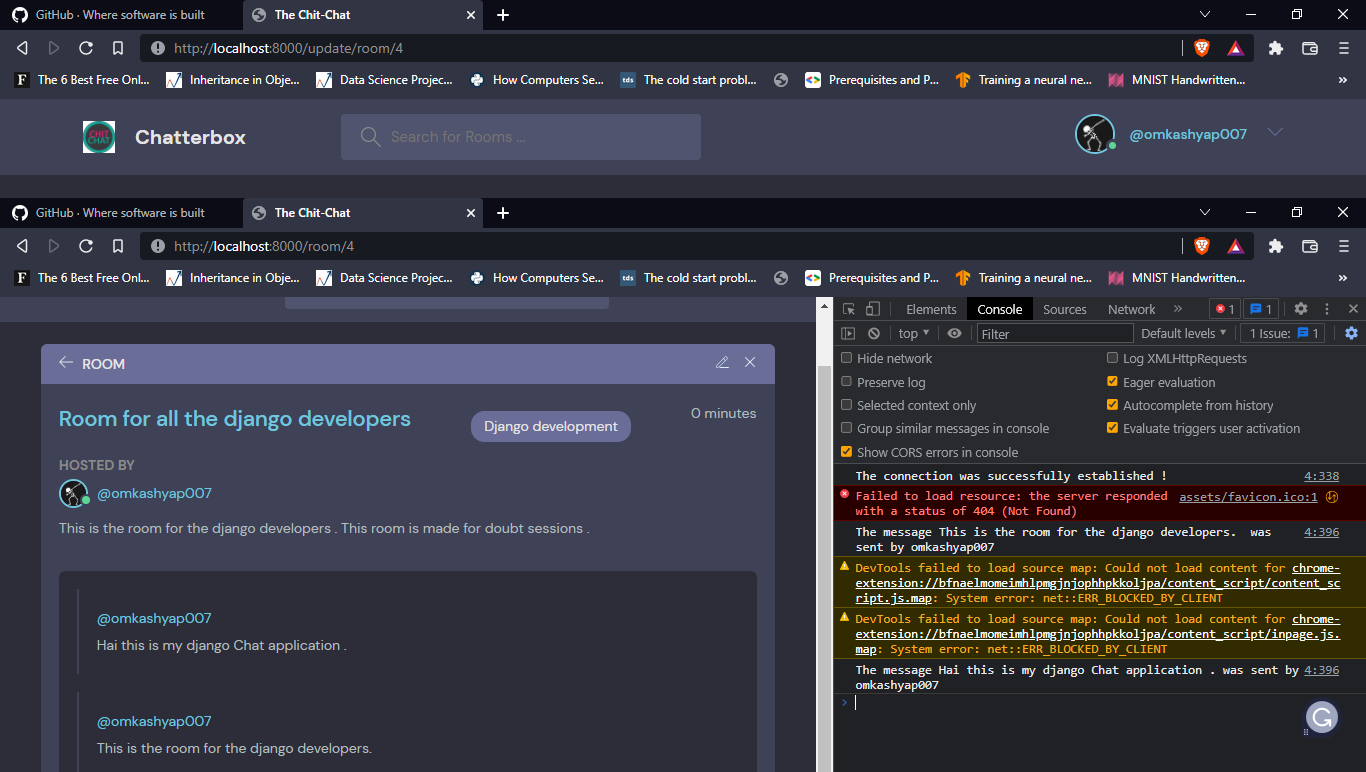 GitHub · Where software is built
The Chit-Chat
http://localhost:8000/update/room/4
The 6 Best Free Onl...
Inheritance in Obje...
Data Science Projec...
How Computers Se...
tds
The cold start probl...
Prerequisites and P...
Training a neural ne...
MNIST Handwritten...
CHIT CHAT
Chatterbox
Search for Rooms ...
@omkashyap007
GitHub · Where software is built
The Chit-Chat
http://localhost:8000/room/4
The 6 Best Free Onl...
Inheritance in Obje...
Data Science Projec...
How Computers Se...
tds
The cold start probl...
Prerequisites and P...
Training a neural ne...
MNIST Handwritten...
ROOM
Room for all the django developers
Django development
0 minutes
HOSTED BY
@omkashyap007
This is the room for the django developers . This room is made for doubt sessions .
@omkashyap007
Hai this is my django Chat application .
@omkashyap007
This is the room for the django developers.
Elements
Console
Sources
Network
1
1
top
Filter
Default levels
1 Issue:
1
Hide network
Log XMLHttpRequests
Preserve log
Eager evaluation
Selected context only
Autocomplete from history
Group similar messages in console
Evaluate triggers user activation
Show CORS errors in console
The connection was successfully established !
4:338
Failed to load resource: the server responded
assets/favicon.ico:1
with a status of 404 (Not Found)
The message This is the room for the django developers.  was
4:396
sent by omkashyap007
DevTools failed to load source map: Could not load content for chrome-
extension://bfnaelmomeimhlpmgjnjophhpkkoljpa/content_script/content_sc
ript.js.map: System error: net::ERR_BLOCKED_BY_CLIENT
DevTools failed to load source map: Could not load content for chrome-
extension://bfnaelmomeimhlpmgjnjophhpkkoljpa/content_script/inpage.js.
map: System error: net::ERR_BLOCKED_BY_CLIENT
The message Hai this is my django Chat application . was sent by
4:396
omkashyap007